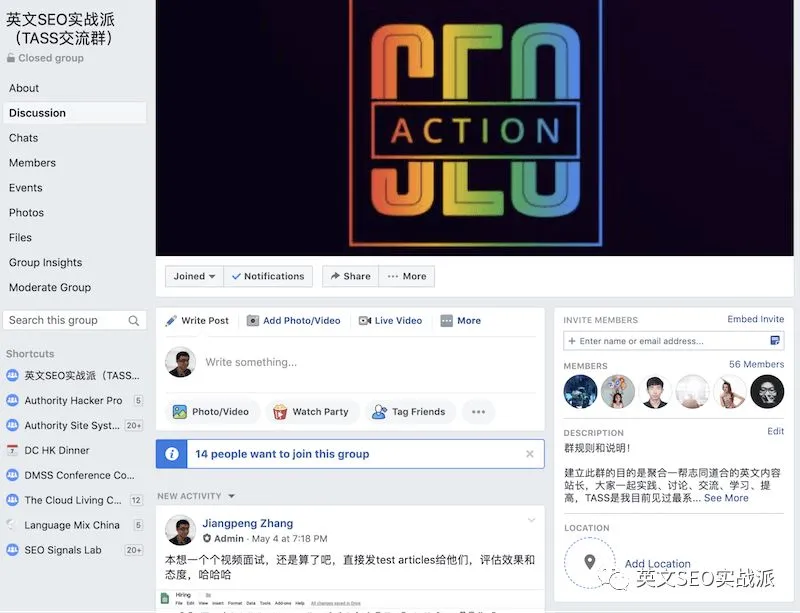 英文SEO实战派
（TASS交流群）
Closed group
About
Discussion
Chats
Members
Events
Photos
Files
Group Insights
Moderate Group
Search this group
Shortcuts
英文SEO实战派（TASS...
Authority Hacker Pro 5
Authority Site Syst... 20+
DC HK Dinner
DMSS Conference Co...
The Cloud Living C... 12
Language Mix China 5
SEO Signals Lab 20+
SEO
ACTION
Joined Notifications Share More
Write Post Add Photo/Video Live Video More
Write something...
Photo/Video Watch Party Tag Friends
14 people want to join this group
NEW ACTIVITY
Jiangpeng Zhang
Admin · May 4 at 7:18 PM
本想一个个视频面试，还是算了吧，直接发test articles给他们，评估效果和
态度，哈哈哈
Hiring
File Edit View Insert Format Data Tools Add-ons Help All changes saved in Drive
INVITE MEMBERS Embed Invite
Enter name or email address...
MEMBERS 56 Members
DESCRIPTION Edit
群规则和说明！
建立此群的目的是聚合一帮志同道合的英文内容
站长，大家一起实践、讨论、交流、学习、提
高，TASS是我目前见过最系... See More
LOCATION
Add Location
英文SEO实战派